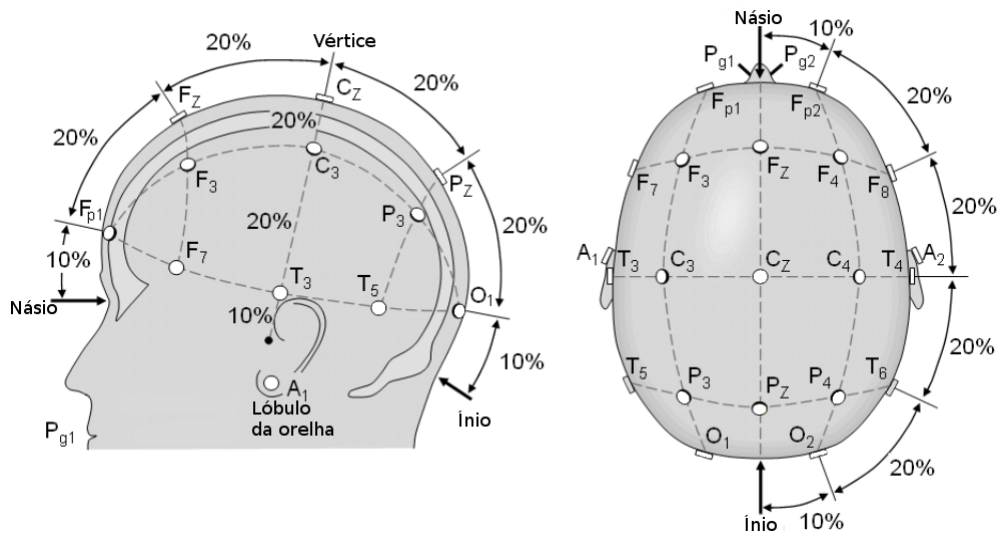 20%
Vértice
20%
F_Z
C_Z
20%
20%
20%
F_3
C_3
P_Z
F_p1
P_3
20%
20%
F_7
10%
T_3
T_5
O_1
Násio
10%
10%
A_1
Lóbulo
da orelha
Ínio
P_g1
Násio
10%
P_g1
P_g2
20%
F_p1
F_p2
F_7
F_3
F_Z
F_4
F_8
20%
A_1
T_3
C_3
C_Z
C_4
T_4
A_2
20%
T_5
P_3
P_Z
P_4
T_6
O_1
O_2
20%
10%
Ínio